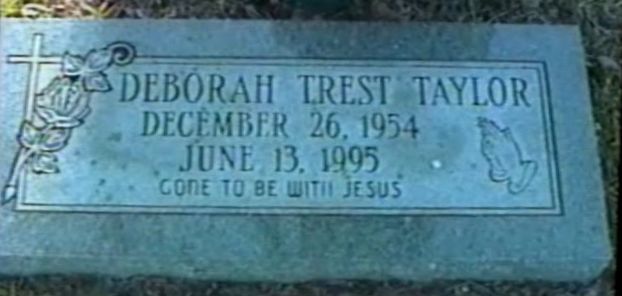 DEBORAH TREST TAYLOR
DECEMBER 26, 1954
JUNE 13, 1995
GONE TO BE WITH JESUS